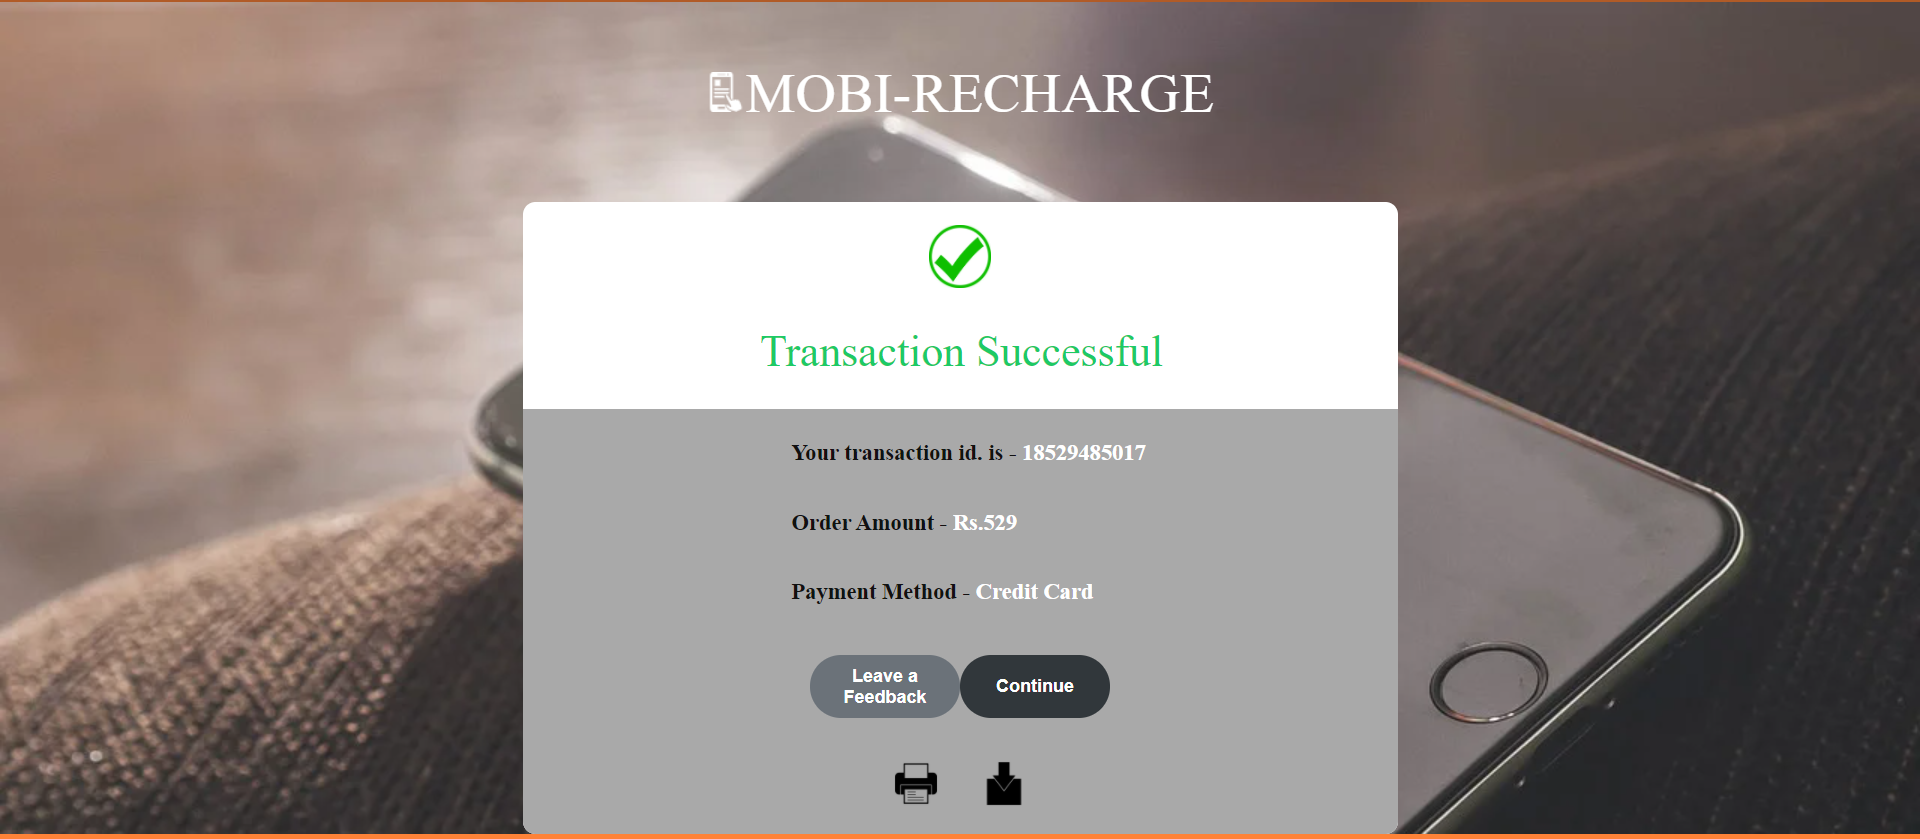 MOBI-RECHARGE
Transaction Successful
Your transaction id. is - 18529485017
Order Amount - Rs.529
Payment Method - Credit Card
Leave a
Feedback
Continue